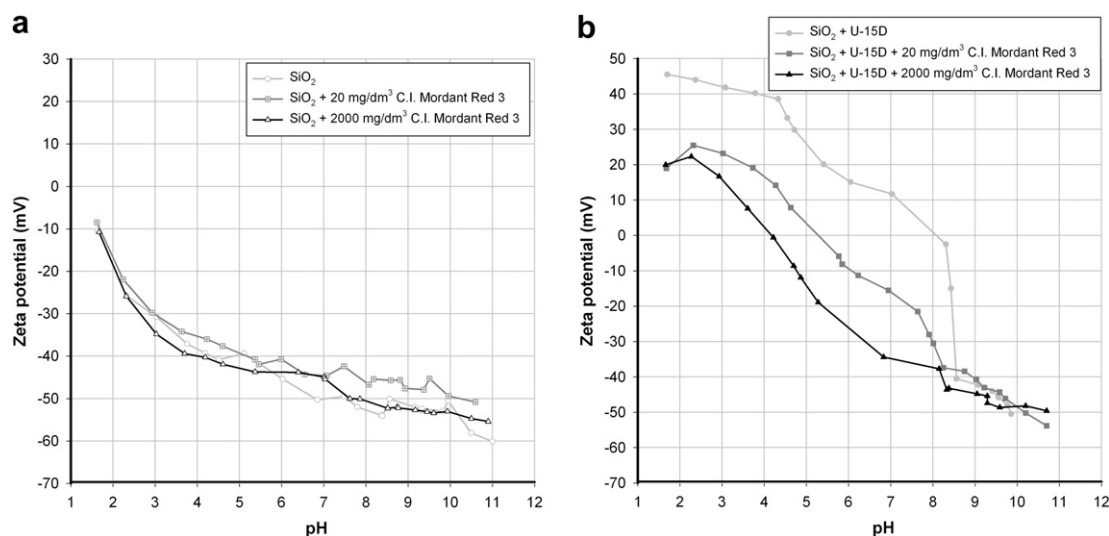 a
SiO₂
SiO₂ + 20 mg/dm³ C.I. Mordant Red 3
SiO₂ + 2000 mg/dm³ C.I. Mordant Red 3
Zeta potential (mV)
30
20
10
0
-10
-20
-30
-40
-50
-60
-70
1 2 3 4 5 6 7 8 9 10 11 12
pH
b
SiO₂ + U-15D
SiO₂ + U-15D + 20 mg/dm³ C.I. Mordant Red 3
SiO₂ + U-15D + 2000 mg/dm³ C.I. Mordant Red 3
Zeta potential (mV)
50
40
30
20
10
0
-10
-20
-30
-40
-50
-60
-70
1 2 3 4 5 6 7 8 9 10 11 12
pH